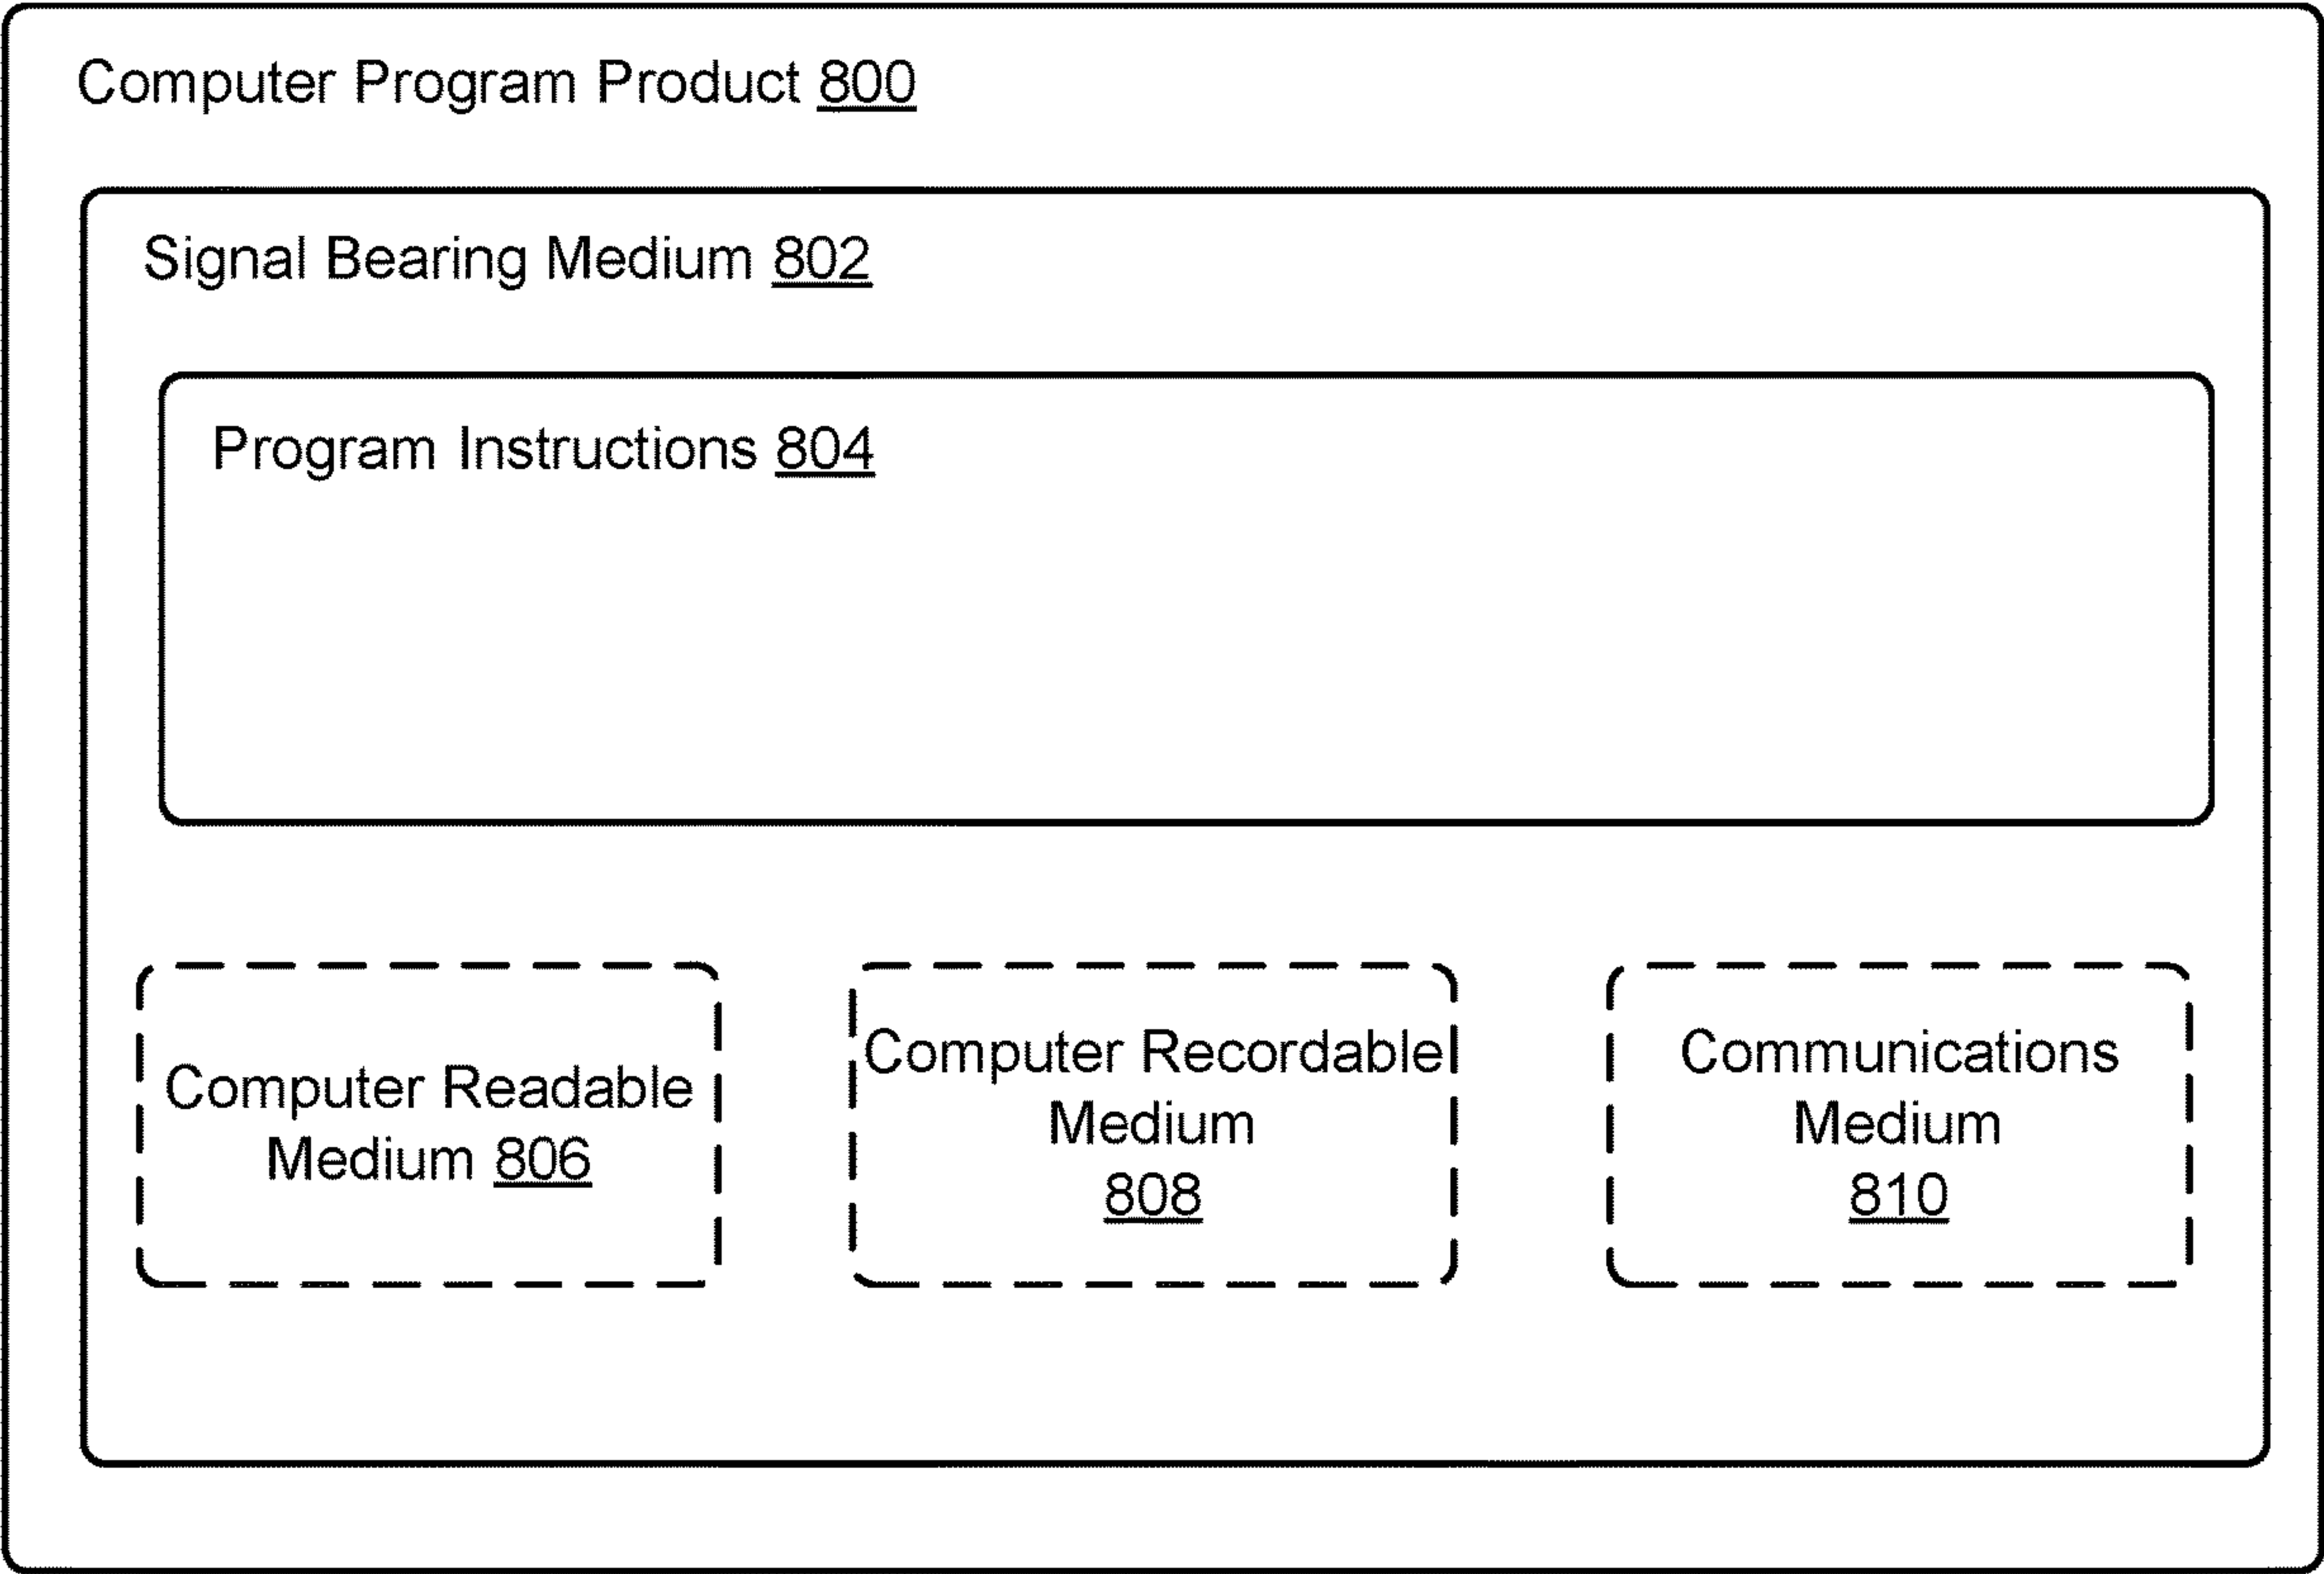 Computer Program Product 800
Signal Bearing Medium 802
Program Instructions 804
Computer Readable
Medium 806
Computer Recordable
Medium
808
Communications
Medium
810